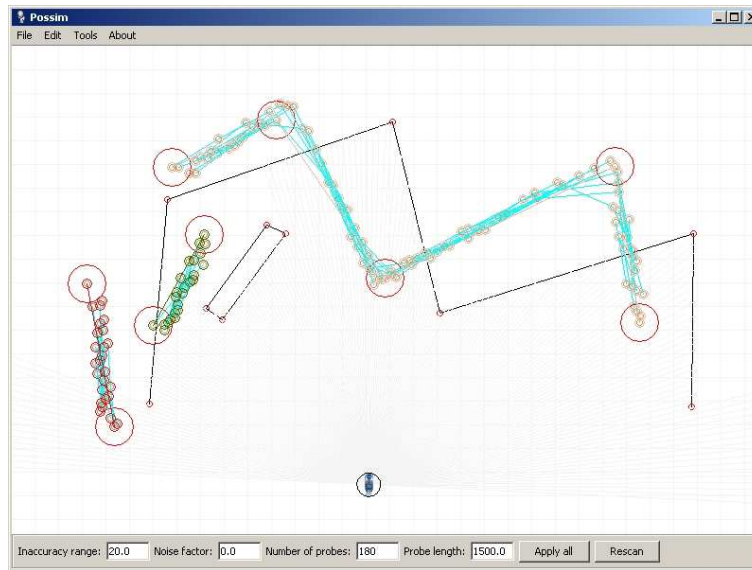 Possim
File Edit Tools About
Inaccuracy range: 20.0 Noise factor: 0.0 Number of probes: 180 Probe length: 1500.0 Apply all Rescan